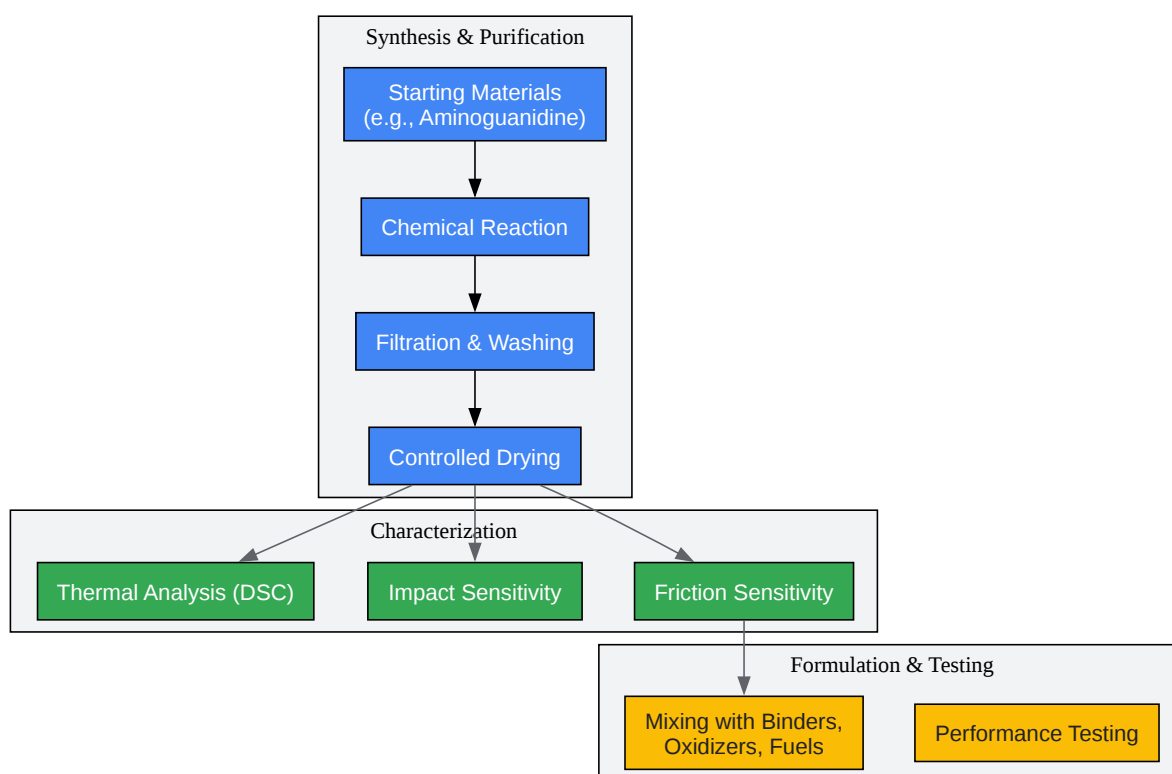 Synthesis & Purification
Starting Materials
(e.g., Aminoguanidine)
Chemical Reaction
Filtration & Washing
Controlled Drying
Characterization
Thermal Analysis (DSC)
Impact Sensitivity
Friction Sensitivity
Formulation & Testing
Mixing with Binders,
Oxidizers, Fuels
Performance Testing